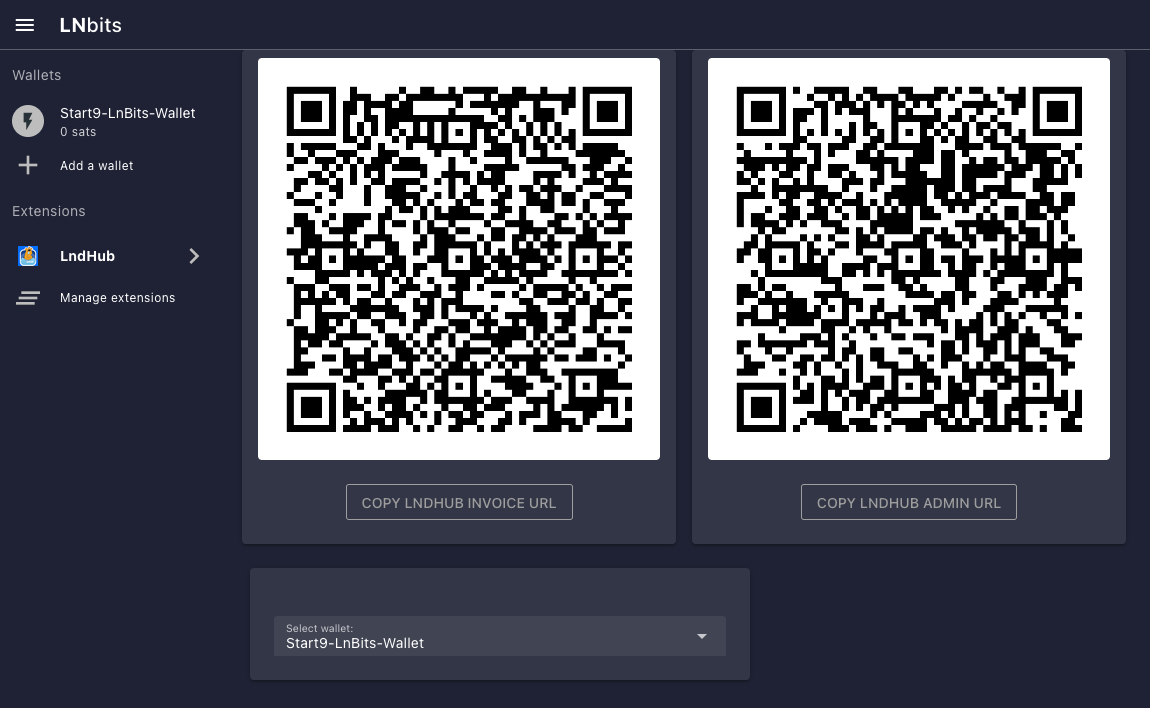 LNbits
Wallets
Start9-LnBits-Wallet
0 sats
Add a wallet
Extensions
LndHub
Manage extensions
COPY LNDHUB INVOICE URL
COPY LNDHUB ADMIN URL
Select wallet:
Start9-LnBits-Wallet